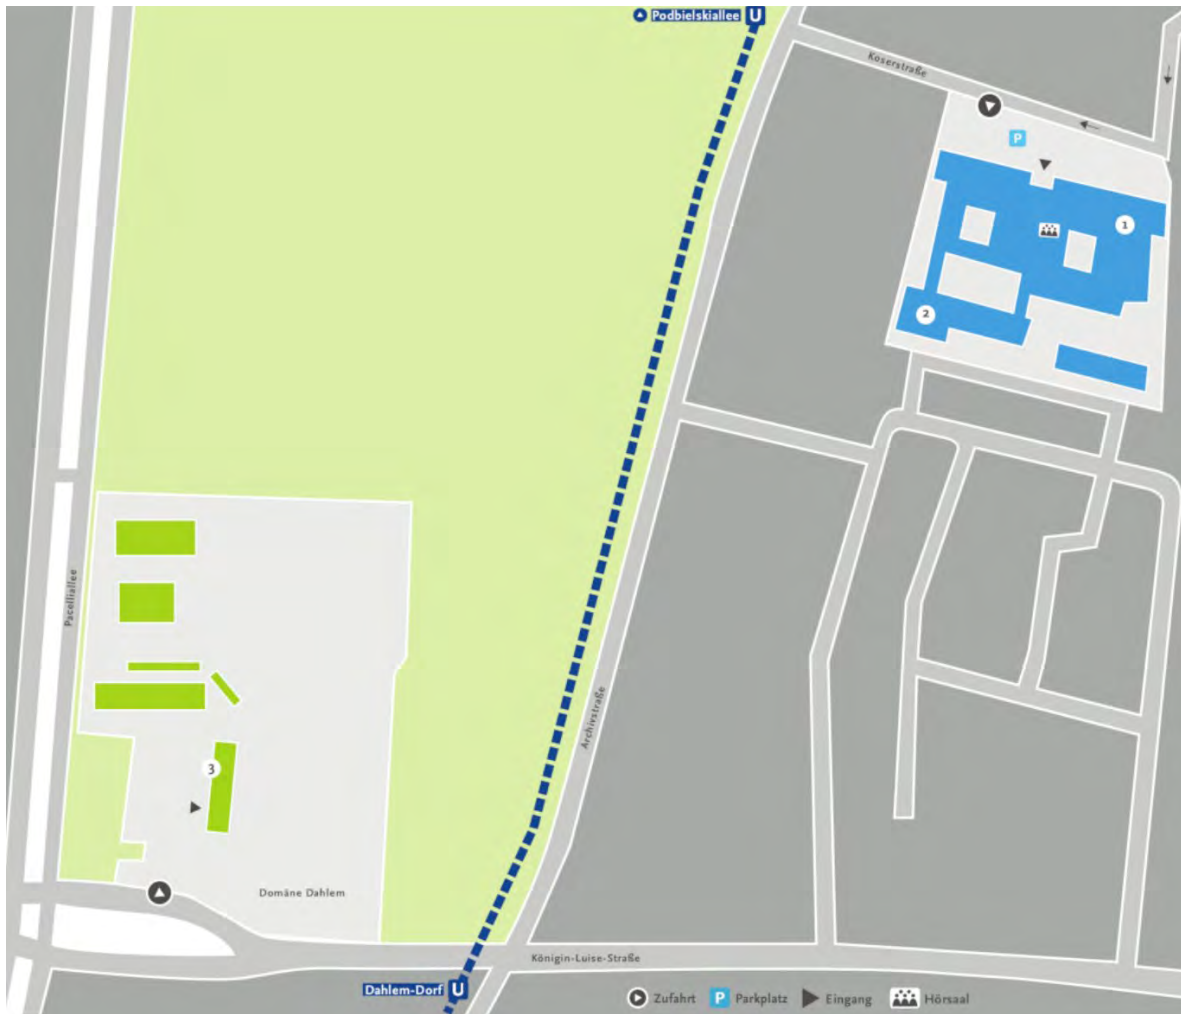 Podbielskiallee U
Koserstraße
P
1
2
Pacelliallee
Archivstraße
3
Domäne Dahlem
Königin-Luise-Straße
Dahlem-Dorf U
Zufahrt P Parkplatz Eingang Hörsaal